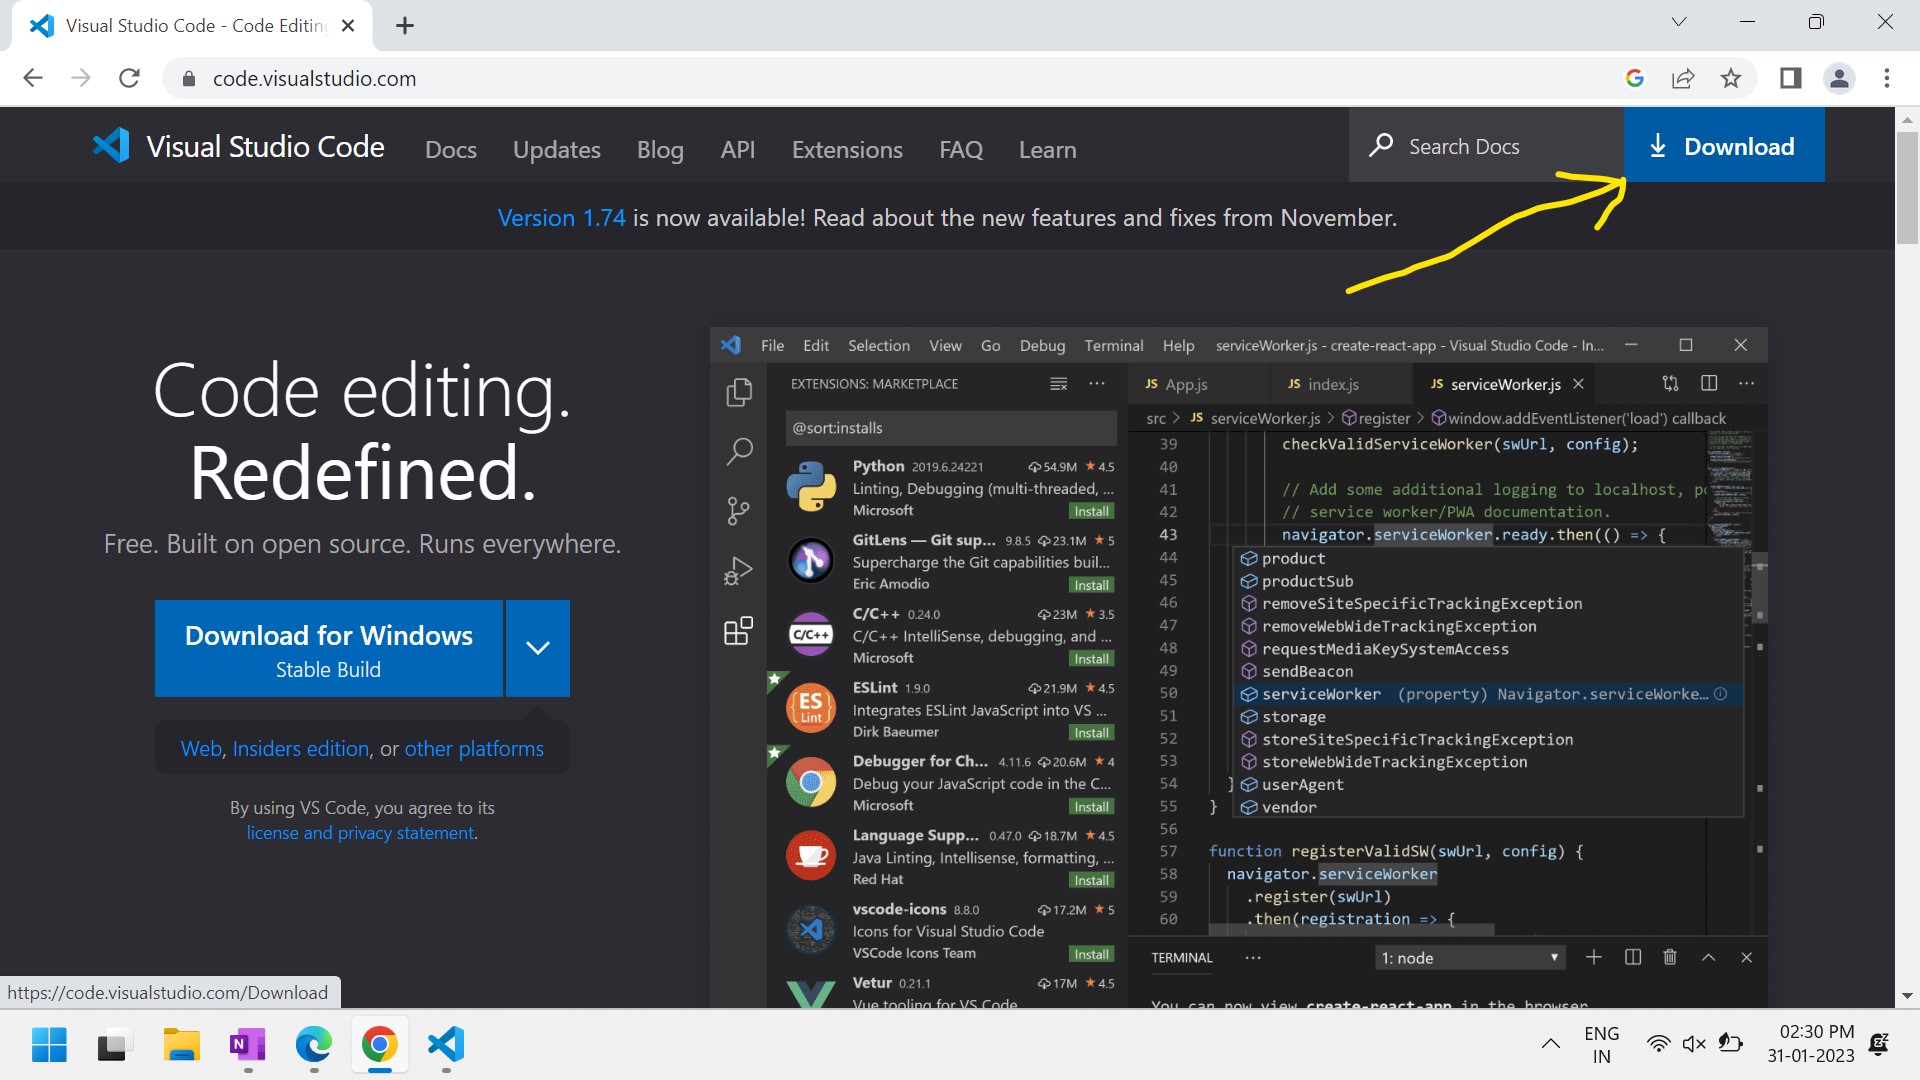 Visual Studio Code - Code Editing
code.visualstudio.com
Visual Studio Code Docs Updates Blog API Extensions FAQ Learn Search Docs Download
Version 1.74 is now available! Read about the new features and fixes from November.
Code editing.
Redefined.
Free. Built on open source. Runs everywhere.
Download for Windows
Stable Build
Web, Insiders edition, or other platforms
By using VS Code, you agree to its
license and privacy statement.
File Edit Selection View Go Debug Terminal Help serviceWorker.js - create-react-app - Visual Studio Code - In...
EXTENSIONS: MARKETPLACE
@sort:installs
Python 2019.6.24221 54.9M ★ 4.5
Linting, Debugging (multi-threaded, ...
Microsoft Install
GitLens — Git sup... 9.8.5 23.1M ★ 5
Supercharge the Git capabilities buil...
Eric Amodio Install
C/C++
C/C++ 0.24.0 23M ★ 3.5
C/C++ IntelliSense, debugging, and ...
Microsoft Install
ES
Lint
ESLint 1.9.0 21.9M ★ 4.5
Integrates ESLint JavaScript into VS ...
Dirk Baeumer Install
Debugger for Ch... 4.11.6 20.6M ★ 4
Debug your JavaScript code in the C...
Microsoft Install
Language Supp... 0.47.0 18.7M ★ 4.5
Java Linting, Intellisense, formatting, ...
Red Hat Install
vscode-icons 8.8.0 17.2M ★ 5
Icons for Visual Studio Code
VSCode Icons Team Install
Vetur 0.21.1 17M ★ 4.5
Vue tooling for VS Code
JS App.js JS index.js JS serviceWorker.js
src > JS serviceWorker.js > register > window.addEventListener('load') callback
39 checkValidServiceWorker(swUrl, config);
40
41 // Add some additional logging to localhost, po
42 // service worker/PWA documentation.
43 navigator.serviceWorker.ready.then(() => {
44 product
45 productSub
46 removeSiteSpecificTrackingException
47 removeWebWideTrackingException
48 requestMediaKeySystemAccess
49 sendBeacon
50 serviceWorker (property) Navigator.serviceWorke...
51 storage
52 storeSiteSpecificTrackingException
53 storeWebWideTrackingException
54 } userAgent
55 } vendor
56
57 function registerValidSW(swUrl, config) {
58 navigator.serviceWorker
59 .register(swUrl)
60 .then(registration => {
TERMINAL ... 1: node
You can now view create-react-app in the browser.
https://code.visualstudio.com/Download
ENG
IN
02:30 PM
31-01-2023